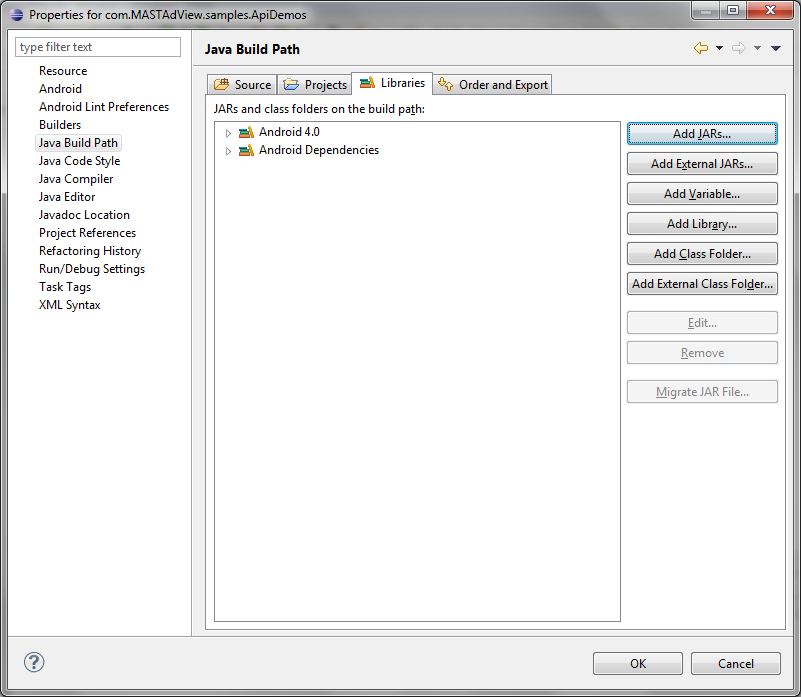 Properties for com.MASTAdView.samples.ApiDemos
type filter text
Resource
Android
Android Lint Preferences
Builders
Java Build Path
Java Code Style
Java Compiler
Java Editor
Javadoc Location
Project References
Refactoring History
Run/Debug Settings
Task Tags
XML Syntax
Java Build Path
Source Projects Libraries Order and Export
JARs and class folders on the build path:
Android 4.0
Android Dependencies
Add JARs...
Add External JARs...
Add Variable...
Add Library...
Add Class Folder...
Add External Class Folder...
Edit...
Remove
Migrate JAR File...
?
OK Cancel